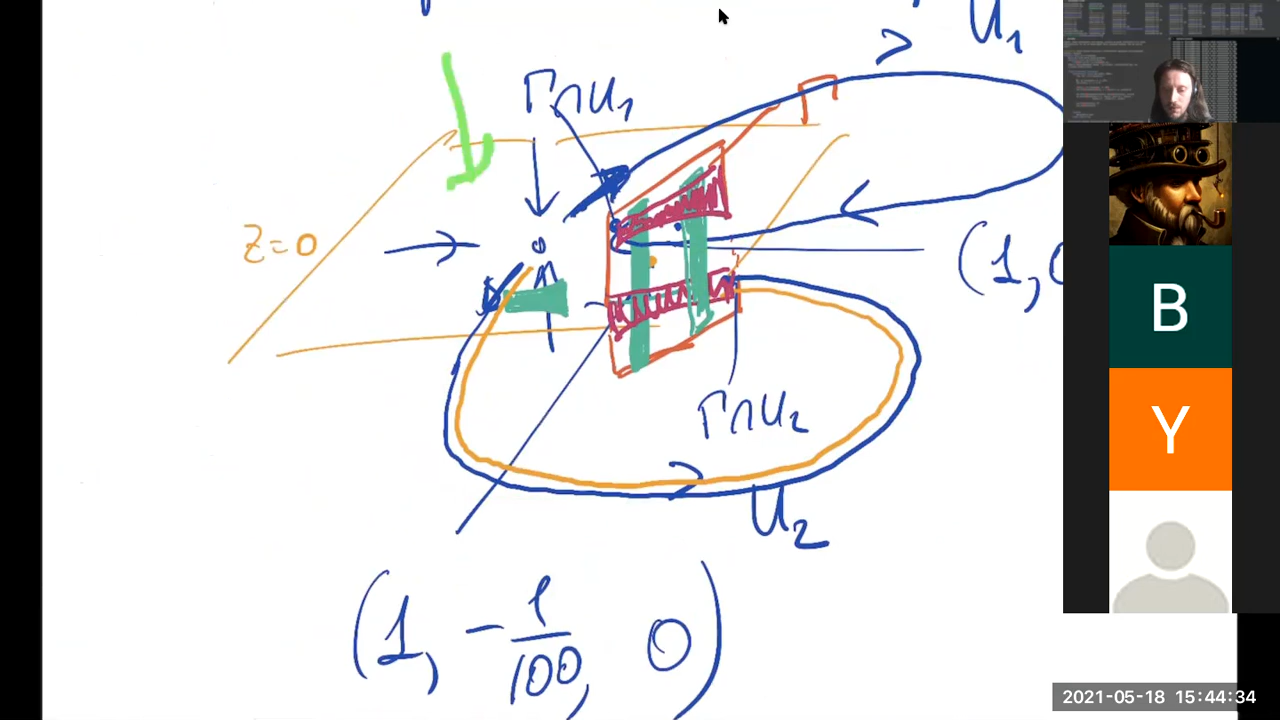 U₁
Γ∩U₁
Z=0
(1, 0
Γ∩U₂
U₂
(1, -1/100, 0)
B
Y
2021-05-18 15:44:34